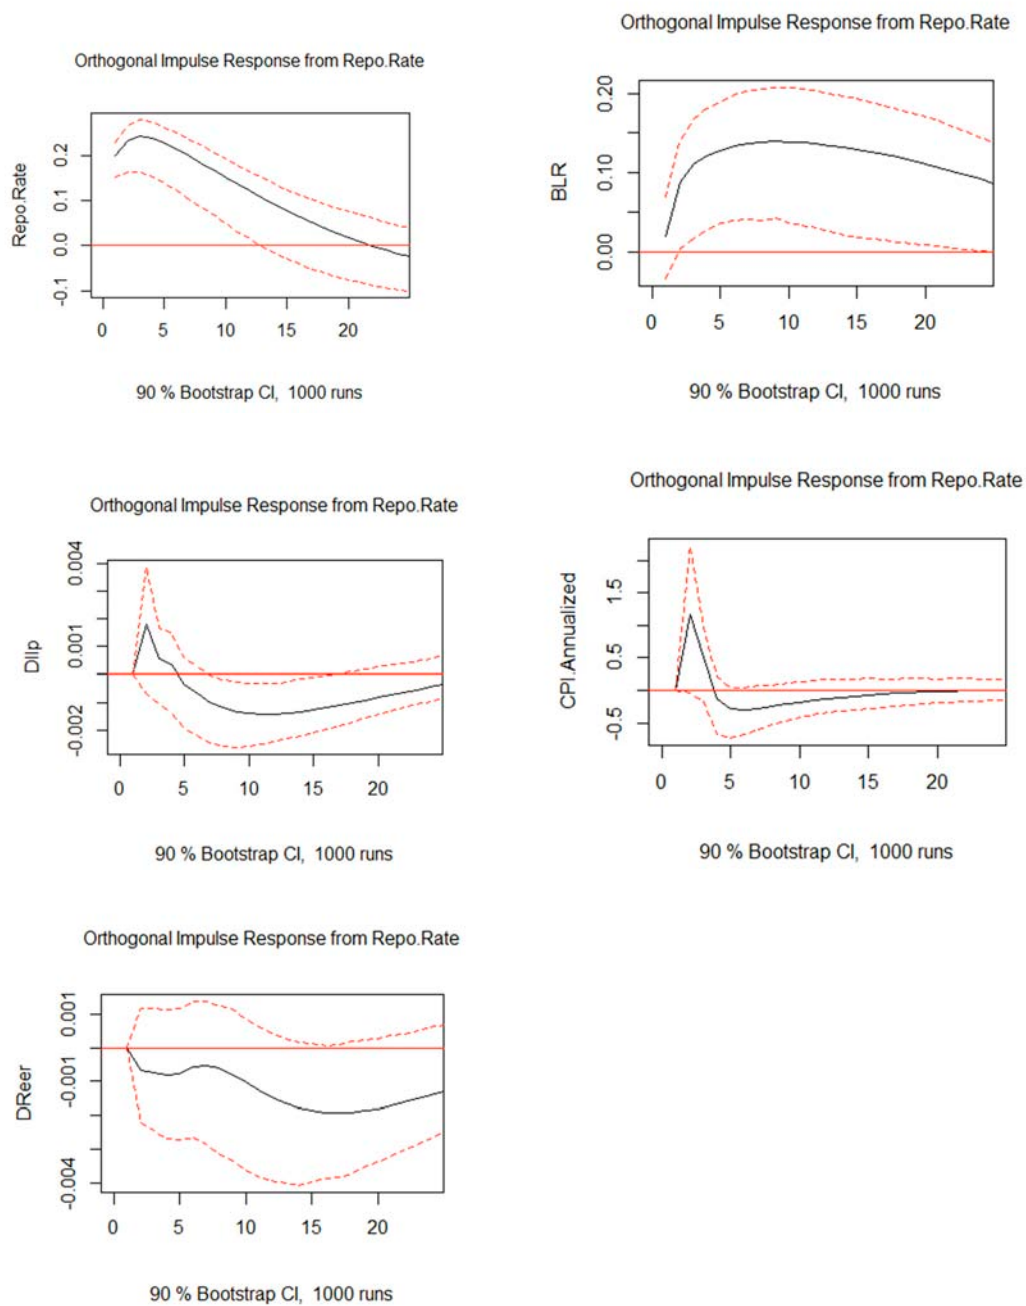 Orthogonal Impulse Response from Repo.Rate
Repo.Rate
0.2
0.1
0.0
-0.1
0 5 10 15 20
90 % Bootstrap CI, 1000 runs
Orthogonal Impulse Response from Repo.Rate
BLR
0.20
0.10
0.00
0 5 10 15 20
90 % Bootstrap CI, 1000 runs
Orthogonal Impulse Response from Repo.Rate
DIIp
0.004
0.001
-0.002
0 5 10 15 20
90 % Bootstrap CI, 1000 runs
Orthogonal Impulse Response from Repo.Rate
CPI.Annualized
1.5
0.5
-0.5
0 5 10 15 20
90 % Bootstrap CI, 1000 runs
Orthogonal Impulse Response from Repo.Rate
DReer
0.001
-0.001
-0.004
0 5 10 15 20
90 % Bootstrap CI, 1000 runs